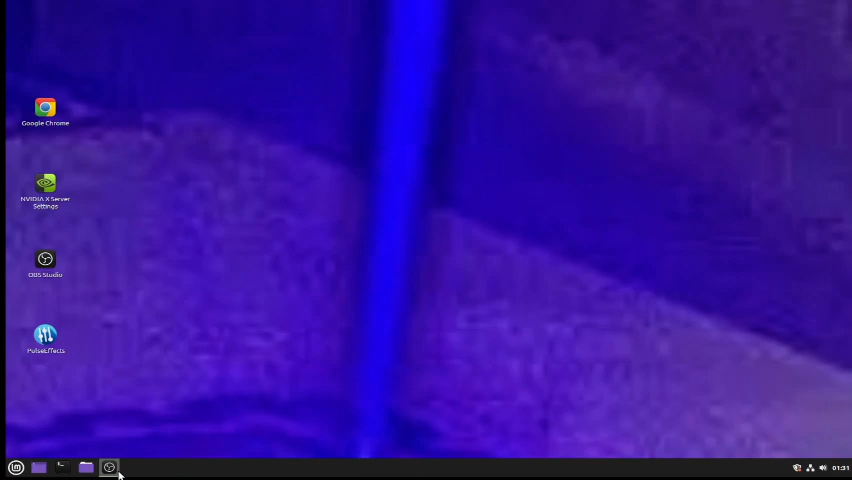 Google Chrome
NVIDIA X Server
Settings
OBS Studio
PulseEffects
01:31